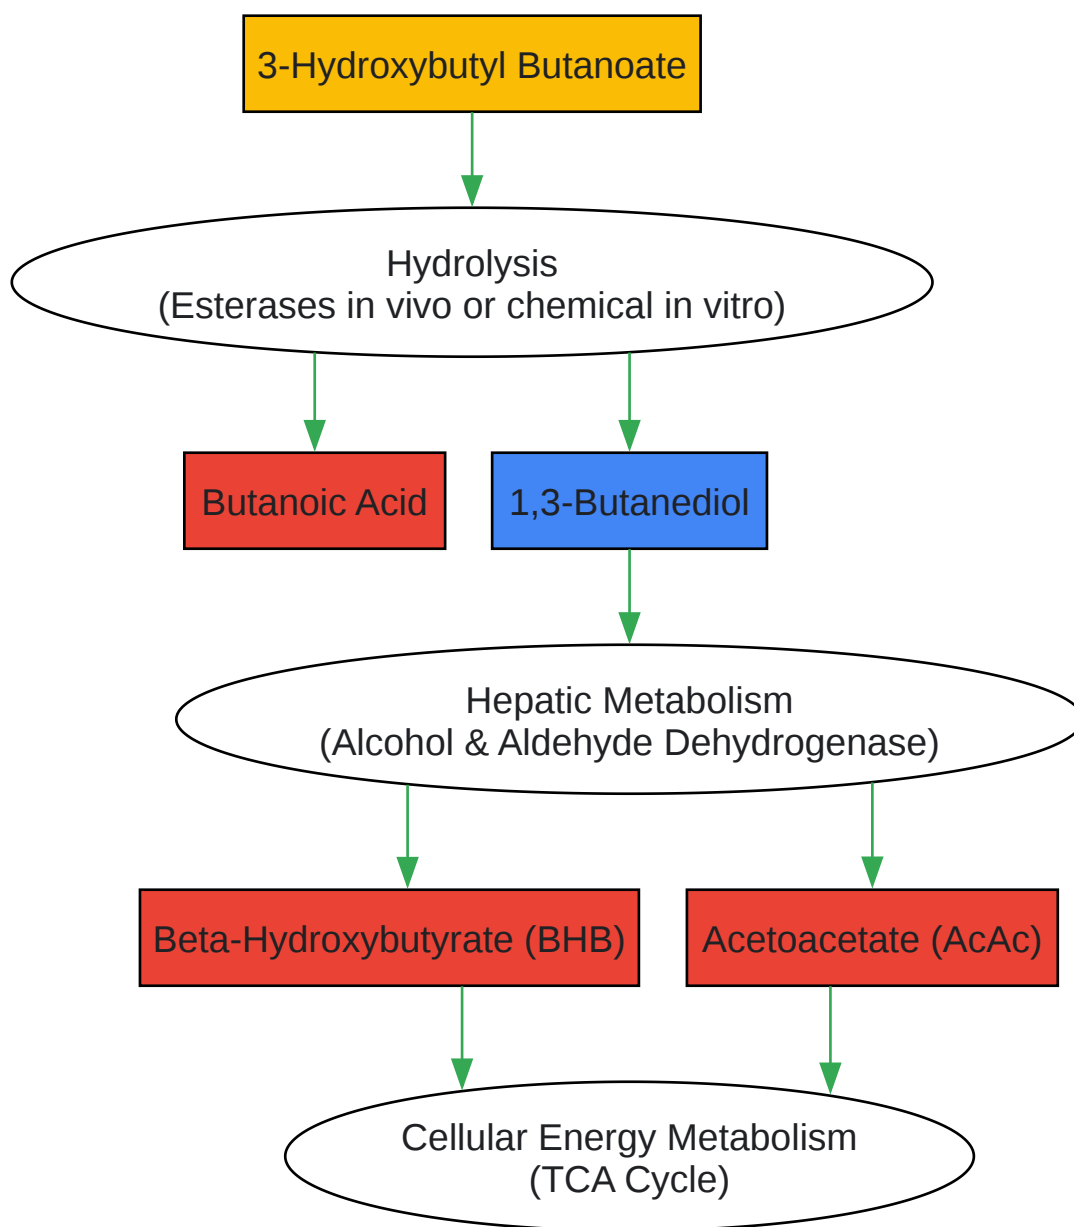 3-Hydroxybutyl Butanoate
Hydrolysis
(Esterases in vivo or chemical in vitro)
Butanoic Acid
1,3-Butanediol
Hepatic Metabolism
(Alcohol & Aldehyde Dehydrogenase)
Beta-Hydroxybutyrate (BHB)
Acetoacetate (AcAc)
Cellular Energy Metabolism
(TCA Cycle)